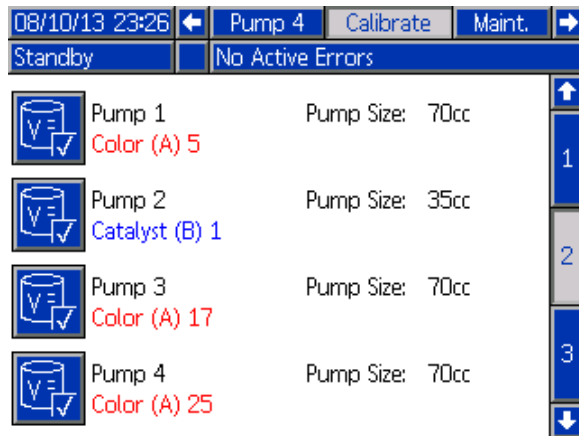 08/10/13 23:26 Pump 4 Calibrate Maint.
Standby No Active Errors
Pump 1 Pump Size: 70cc
Color (A) 5
Pump 2 Pump Size: 35cc
Catalyst (B) 1
Pump 3 Pump Size: 70cc
Color (A) 17
Pump 4 Pump Size: 70cc
Color (A) 25
V=
V=
V=
V=
1
2
3